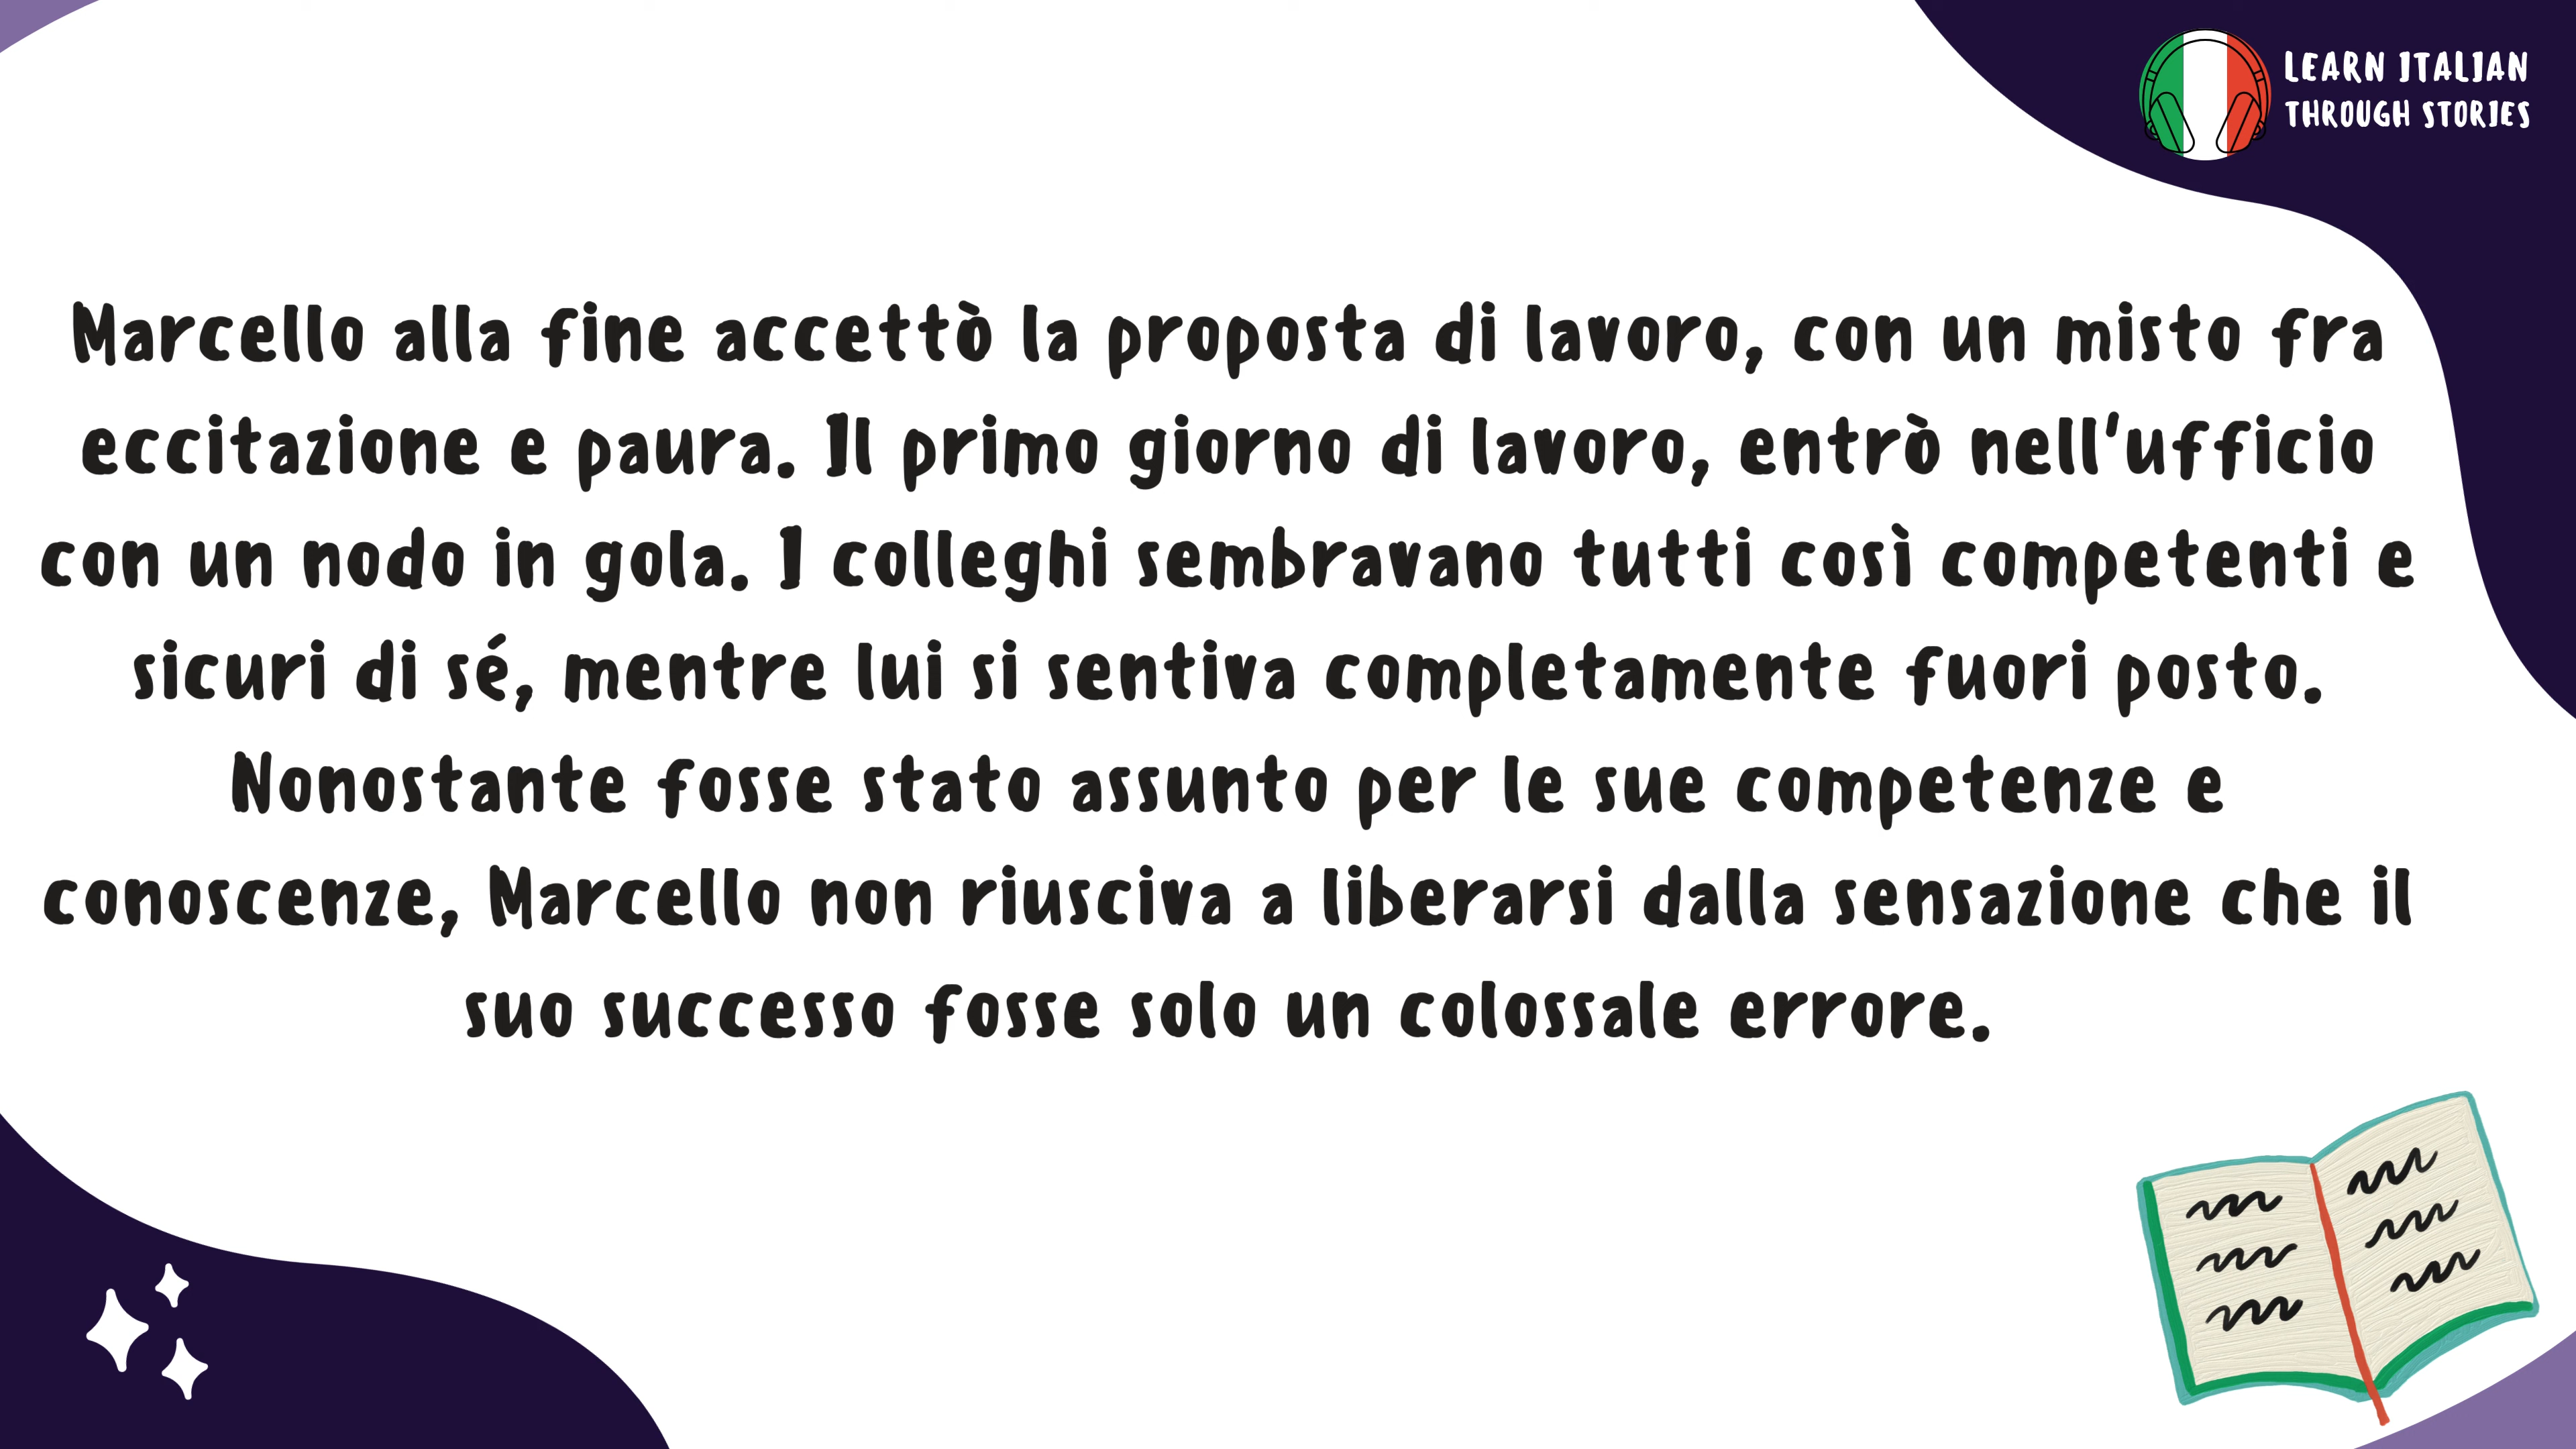 LEARN ITALIAN
THROUGH STORIES
Marcello alla fine accettò la proposta di lavoro, con un misto fra
eccitazione e paura. Il primo giorno di lavoro, entrò nell'ufficio
con un nodo in gola. I colleghi sembravano tutti così competenti e
sicuri di sé, mentre lui si sentiva completamente fuori posto.
Nonostante fosse stato assunto per le sue competenze e
conoscenze, Marcello non riusciva a liberarsi dalla sensazione che il
suo successo fosse solo un colossale errore.